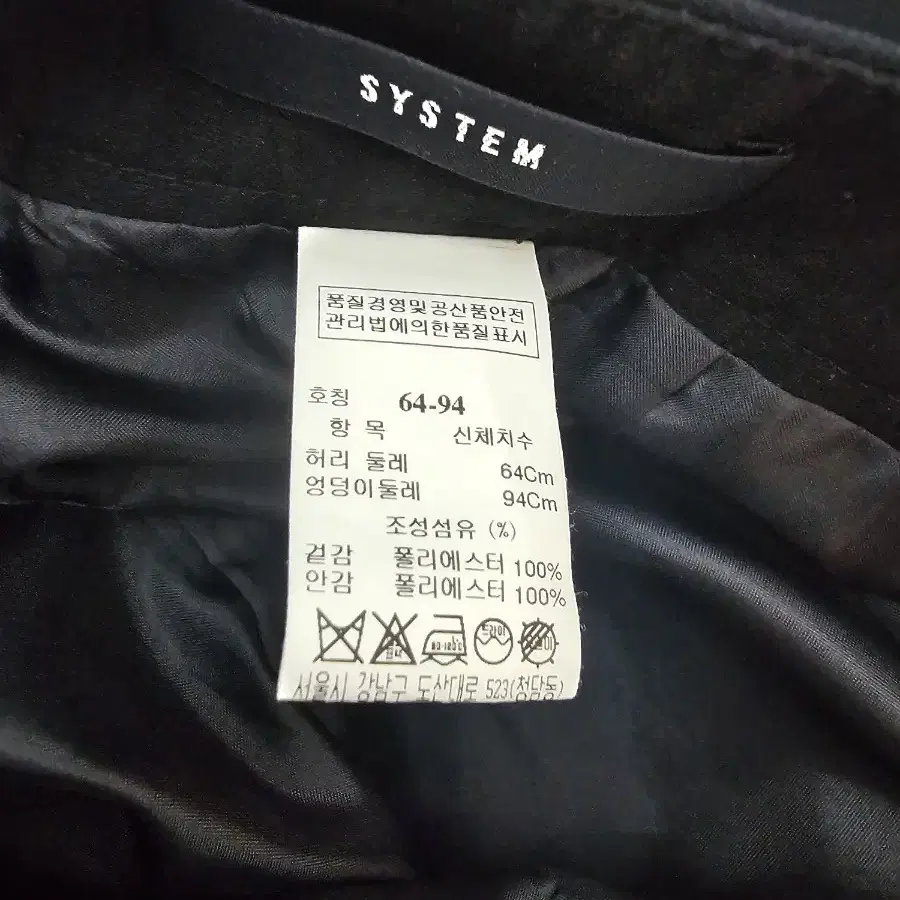 SYSTEM
품질경영및공산품안전
관리법에의한품질표시
호칭 64-94
항 목 신체치수
허리 둘레 64Cm
엉덩이둘레 94Cm
조성섬유 (%)
겉감 폴리에스터 100%
안감 폴리에스터 100%
드라이
서울시 강남구 도산대로 523(청담동)